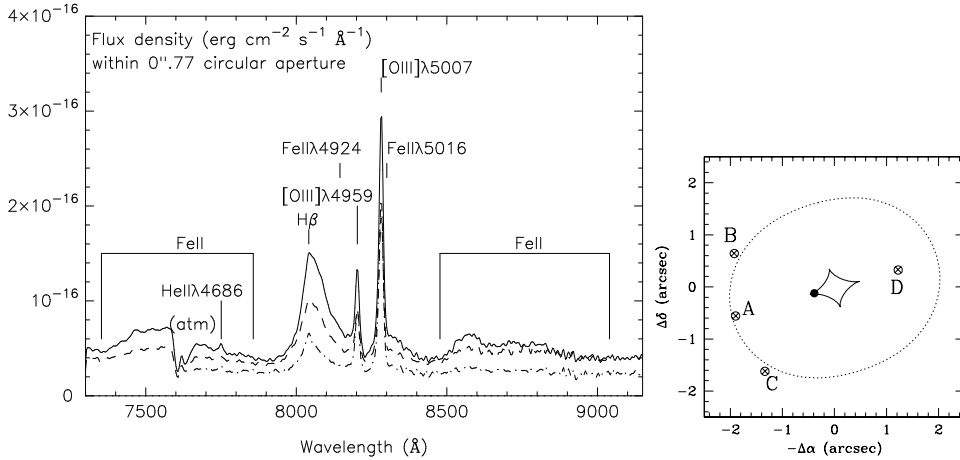 Flux density (erg cm⁻² s⁻¹ Å⁻¹)
within 0".77 circular aperture
4×10⁻¹⁶
3×10⁻¹⁶
2×10⁻¹⁶
10⁻¹⁶
0
[OIII]λ5007
FeIIλ4924
FeIIλ5016
[OIII]λ4959
Hβ
FeII
FeII
HeIIλ4686
(atm)
7500
8000
8500
9000
Wavelength (Å)
2
1
0
-1
-2
Δδ (arcsec)
B
A
C
D
-2
-1
0
1
2
-Δα (arcsec)